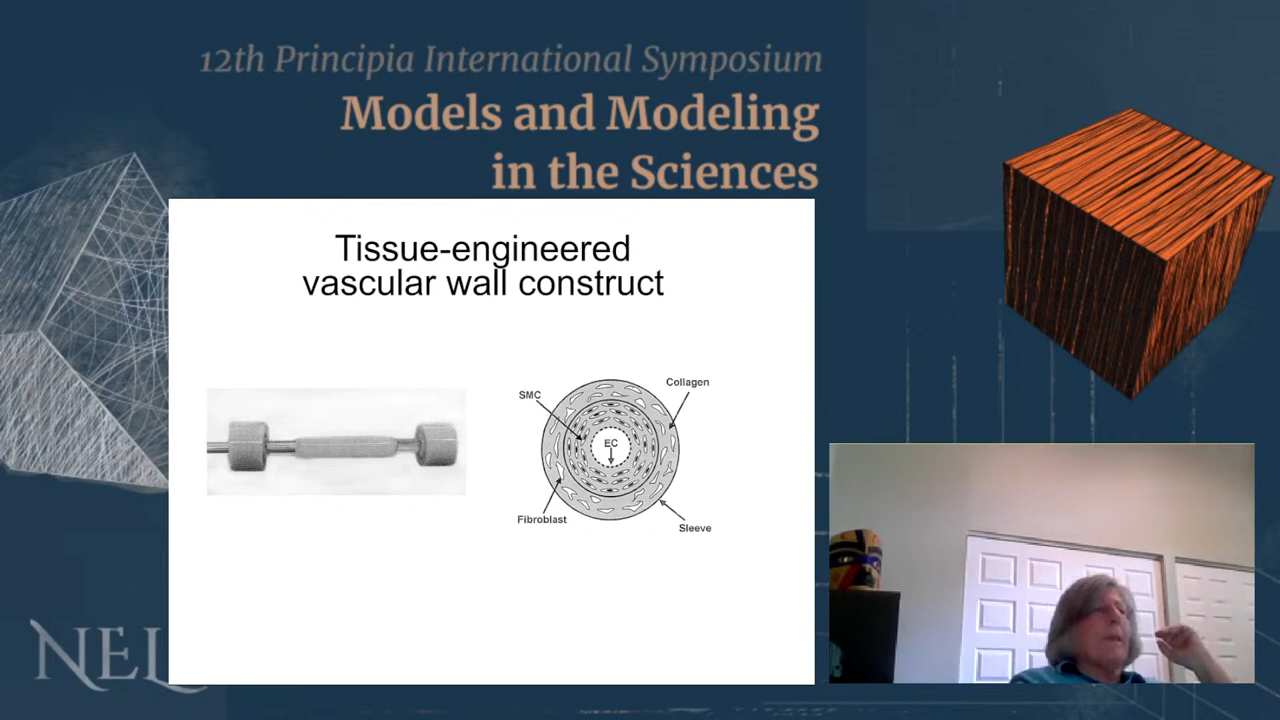 12th Principia International Symposium
Models and Modeling
in the Sciences
Tissue-engineered
vascular wall construct
SMC
Collagen
EC
Fibroblast
Sleeve
NEL